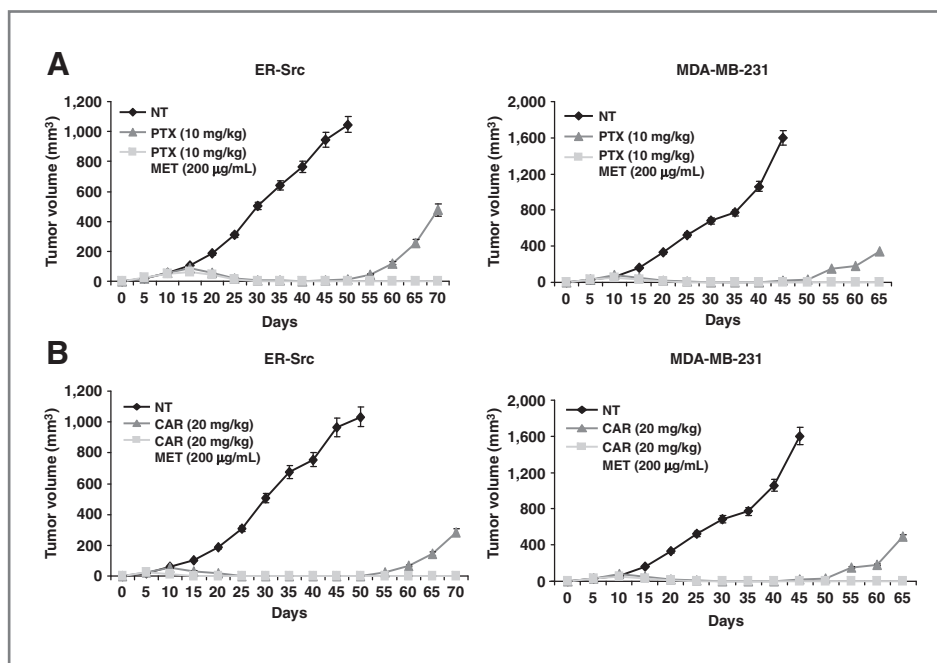 A
ER-Src
Tumor volume (mm³)
1,200
1,000
800
600
400
200
0
NT
PTX (10 mg/kg)
PTX (10 mg/kg)
MET (200 µg/mL)
0 5 10 15 20 25 30 35 40 45 50 55 60 65 70
Days
MDA-MB-231
Tumor volume (mm³)
2,000
1,600
1,200
800
400
0
NT
PTX (10 mg/kg)
PTX (10 mg/kg)
MET (200 µg/mL)
0 5 10 15 20 25 30 35 40 45 50 55 60 65
Days
B
ER-Src
Tumor volume (mm³)
1,200
1,000
800
600
400
200
0
NT
CAR (20 mg/kg)
CAR (20 mg/kg)
MET (200 µg/mL)
0 5 10 15 20 25 30 35 40 45 50 55 60 65 70
Days
MDA-MB-231
Tumor volume (mm³)
2,000
1,600
1,200
800
400
0
NT
CAR (20 mg/kg)
CAR (20 mg/kg)
MET (200 µg/mL)
0 5 10 15 20 25 30 35 40 45 50 55 60 65
Days